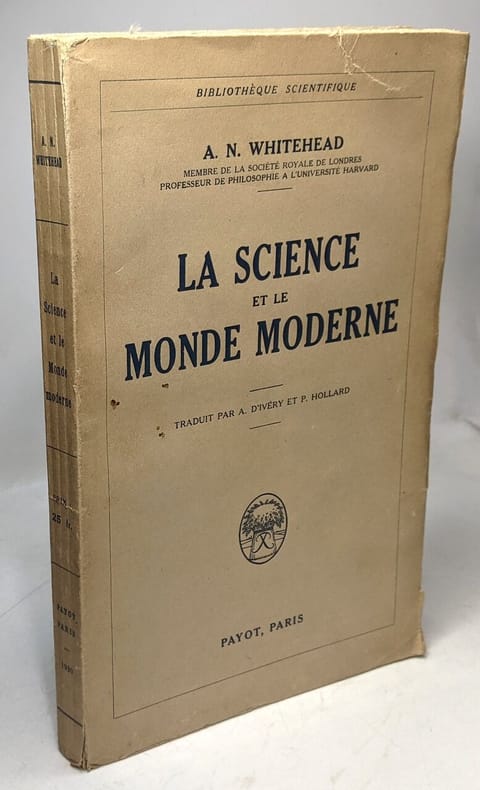 BIBLIOTHÈQUE SCIENTIFIQUE
A. N. WHITEHEAD
MEMBRE DE LA SOCIÉTÉ ROYALE DE LONDRES
PROFESSEUR DE PHILOSOPHIE A L'UNIVERSITÉ HARVARD
LA SCIENCE
ET LE
MONDE MODERNE
TRADUIT PAR A. D'IVÉRY ET P. HOLLARD
PAYOT, PARIS
A. N.
WHITEHEAD
La
Science
et le
Monde
moderne
25 fr.
PAYOT
PARIS